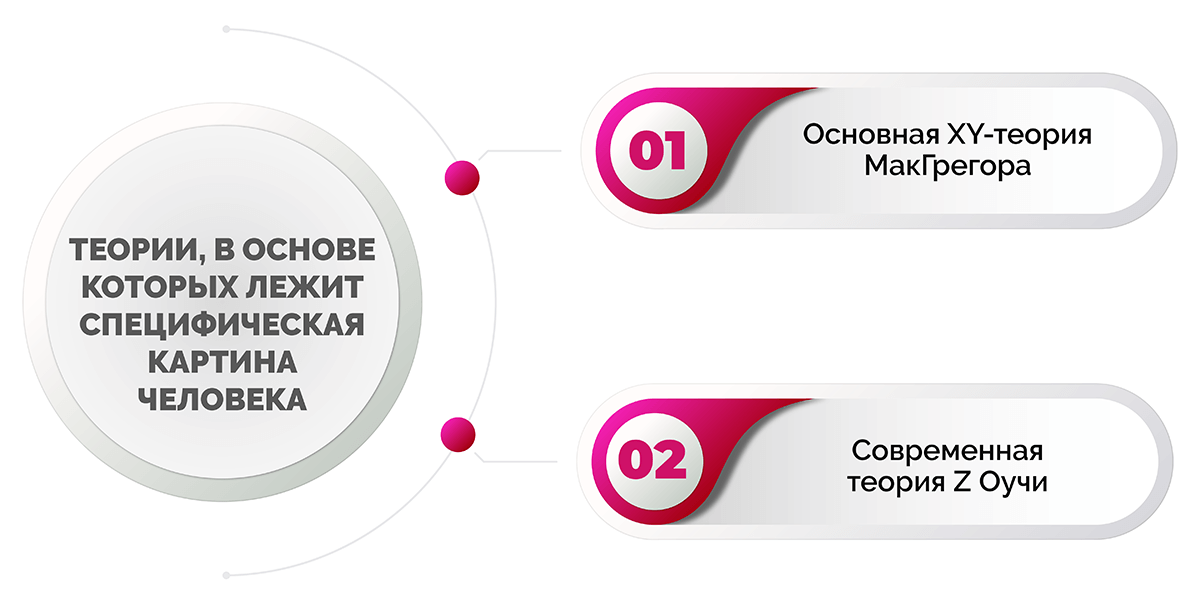 ТЕОРИИ, В ОСНОВЕ
КОТОРЫХ ЛЕЖИТ
СПЕЦИФИЧЕСКАЯ
КАРТИНА
ЧЕЛОВЕКА
01
Основная XY-теория
МакГрегора
02
Современная
теория Z Оучи